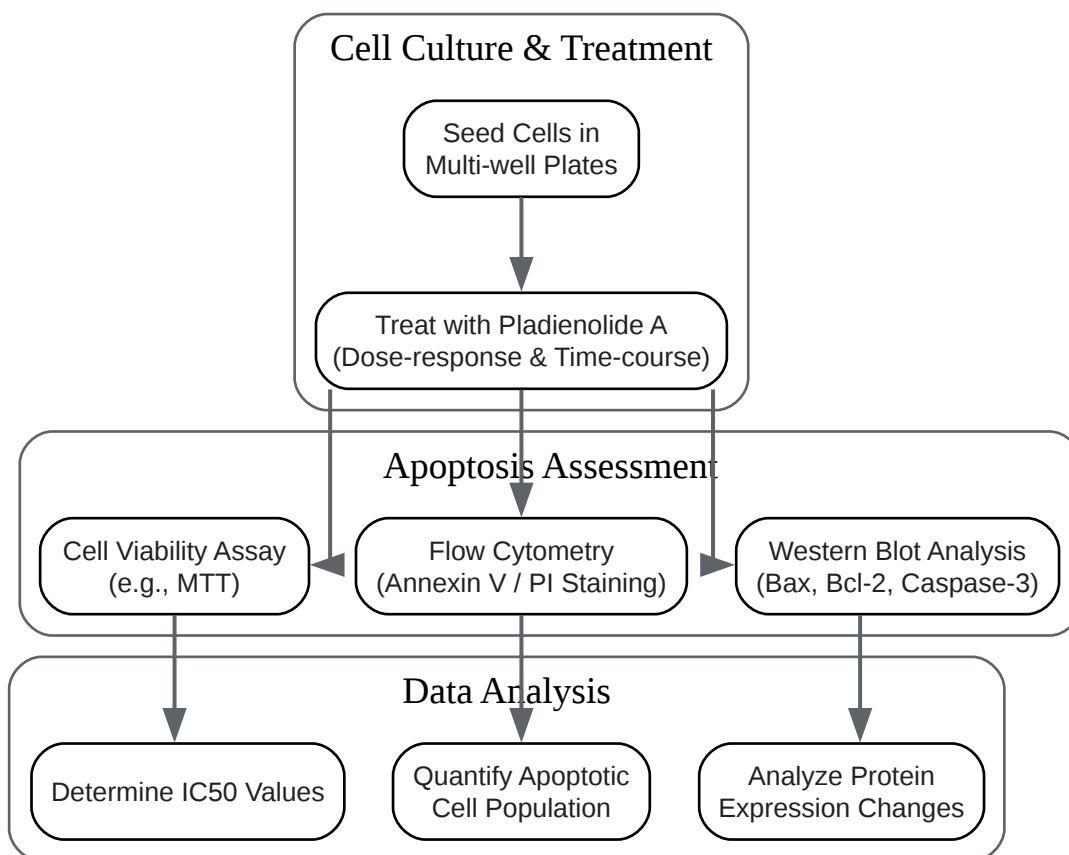 Cell Culture & Treatment
Seed Cells in
Multi-well Plates
Treat with Pladienolide A
(Dose-response & Time-course)
Apoptosis Assessment
Cell Viability Assay
(e.g., MTT)
Flow Cytometry
(Annexin V / PI Staining)
Western Blot Analysis
(Bax, Bcl-2, Caspase-3)
Data Analysis
Determine IC50 Values
Quantify Apoptotic
Cell Population
Analyze Protein
Expression Changes